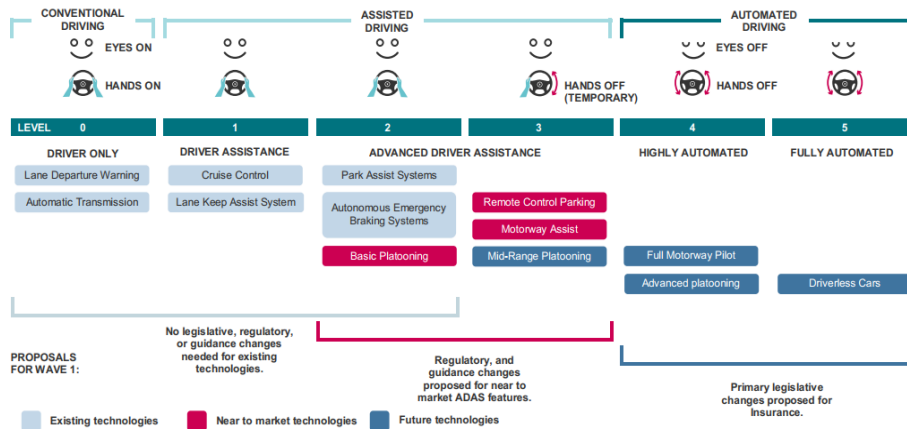 CONVENTIONAL
DRIVING
ASSISTED
DRIVING
AUTOMATED
DRIVING
EYES ON
EYES OFF
HANDS ON
HANDS OFF
(TEMPORARY)
HANDS OFF
LEVEL 0 1 2 3 4 5
DRIVER ONLY
DRIVER ASSISTANCE
ADVANCED DRIVER ASSISTANCE
HIGHLY AUTOMATED
FULLY AUTOMATED
Lane Departure Warning
Cruise Control
Park Assist Systems
Automatic Transmission
Lane Keep Assist System
Autonomous Emergency
Braking Systems
Remote Control Parking
Motorway Assist
Basic Platooning
Mid-Range Platooning
Full Motorway Pilot
Advanced platooning
Driverless Cars
PROPOSALS
FOR WAVE 1:
No legislative, regulatory,
or guidance changes
needed for existing
technologies.
Regulatory, and
guidance changes
proposed for near to
market ADAS features.
Primary legislative
changes proposed for
Insurance.
Existing technologies
Near to market technologies
Future technologies